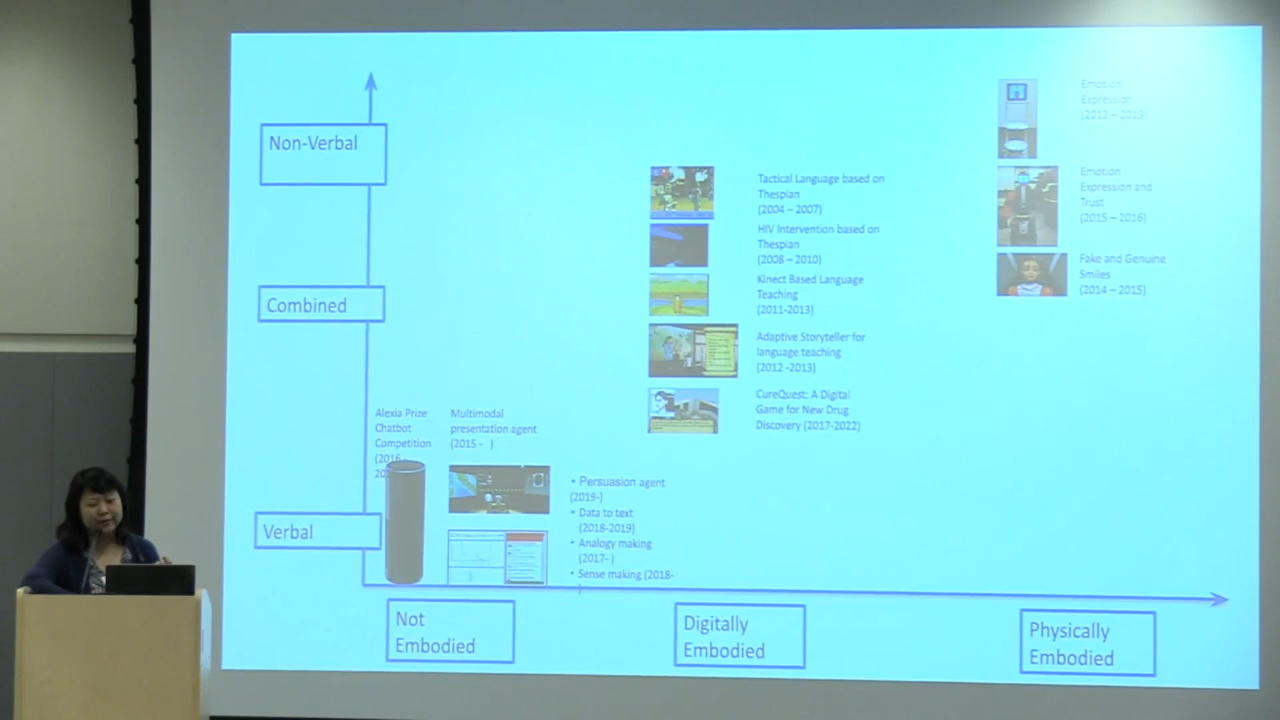 Non-Verbal
Combined
Verbal
Alexia Prize
Chatbot
Competition
(2016 -
Multimodal
presentation agent
(2015 - )
• Persuasion agent
(2019-)
• Data to text
(2018-2019)
• Analogy making
(2017- )
• Sense making (2018-
Tactical Language based on
Thespian
(2004 – 2007)
HIV Intervention based on
Thespian
(2008 – 2010)
Kinect Based Language
Teaching
(2011-2013)
Adaptive Storyteller for
language teaching
(2012 -2013)
CureQuest: A Digital
Game for New Drug
Discovery (2017-2022)
Emotion
Expression
(2012 – 2013)
Emotion
Expression and
Trust
(2015 – 2016)
Fake and Genuine
Smiles
(2014 – 2015)
Not
Embodied
Digitally
Embodied
Physically
Embodied